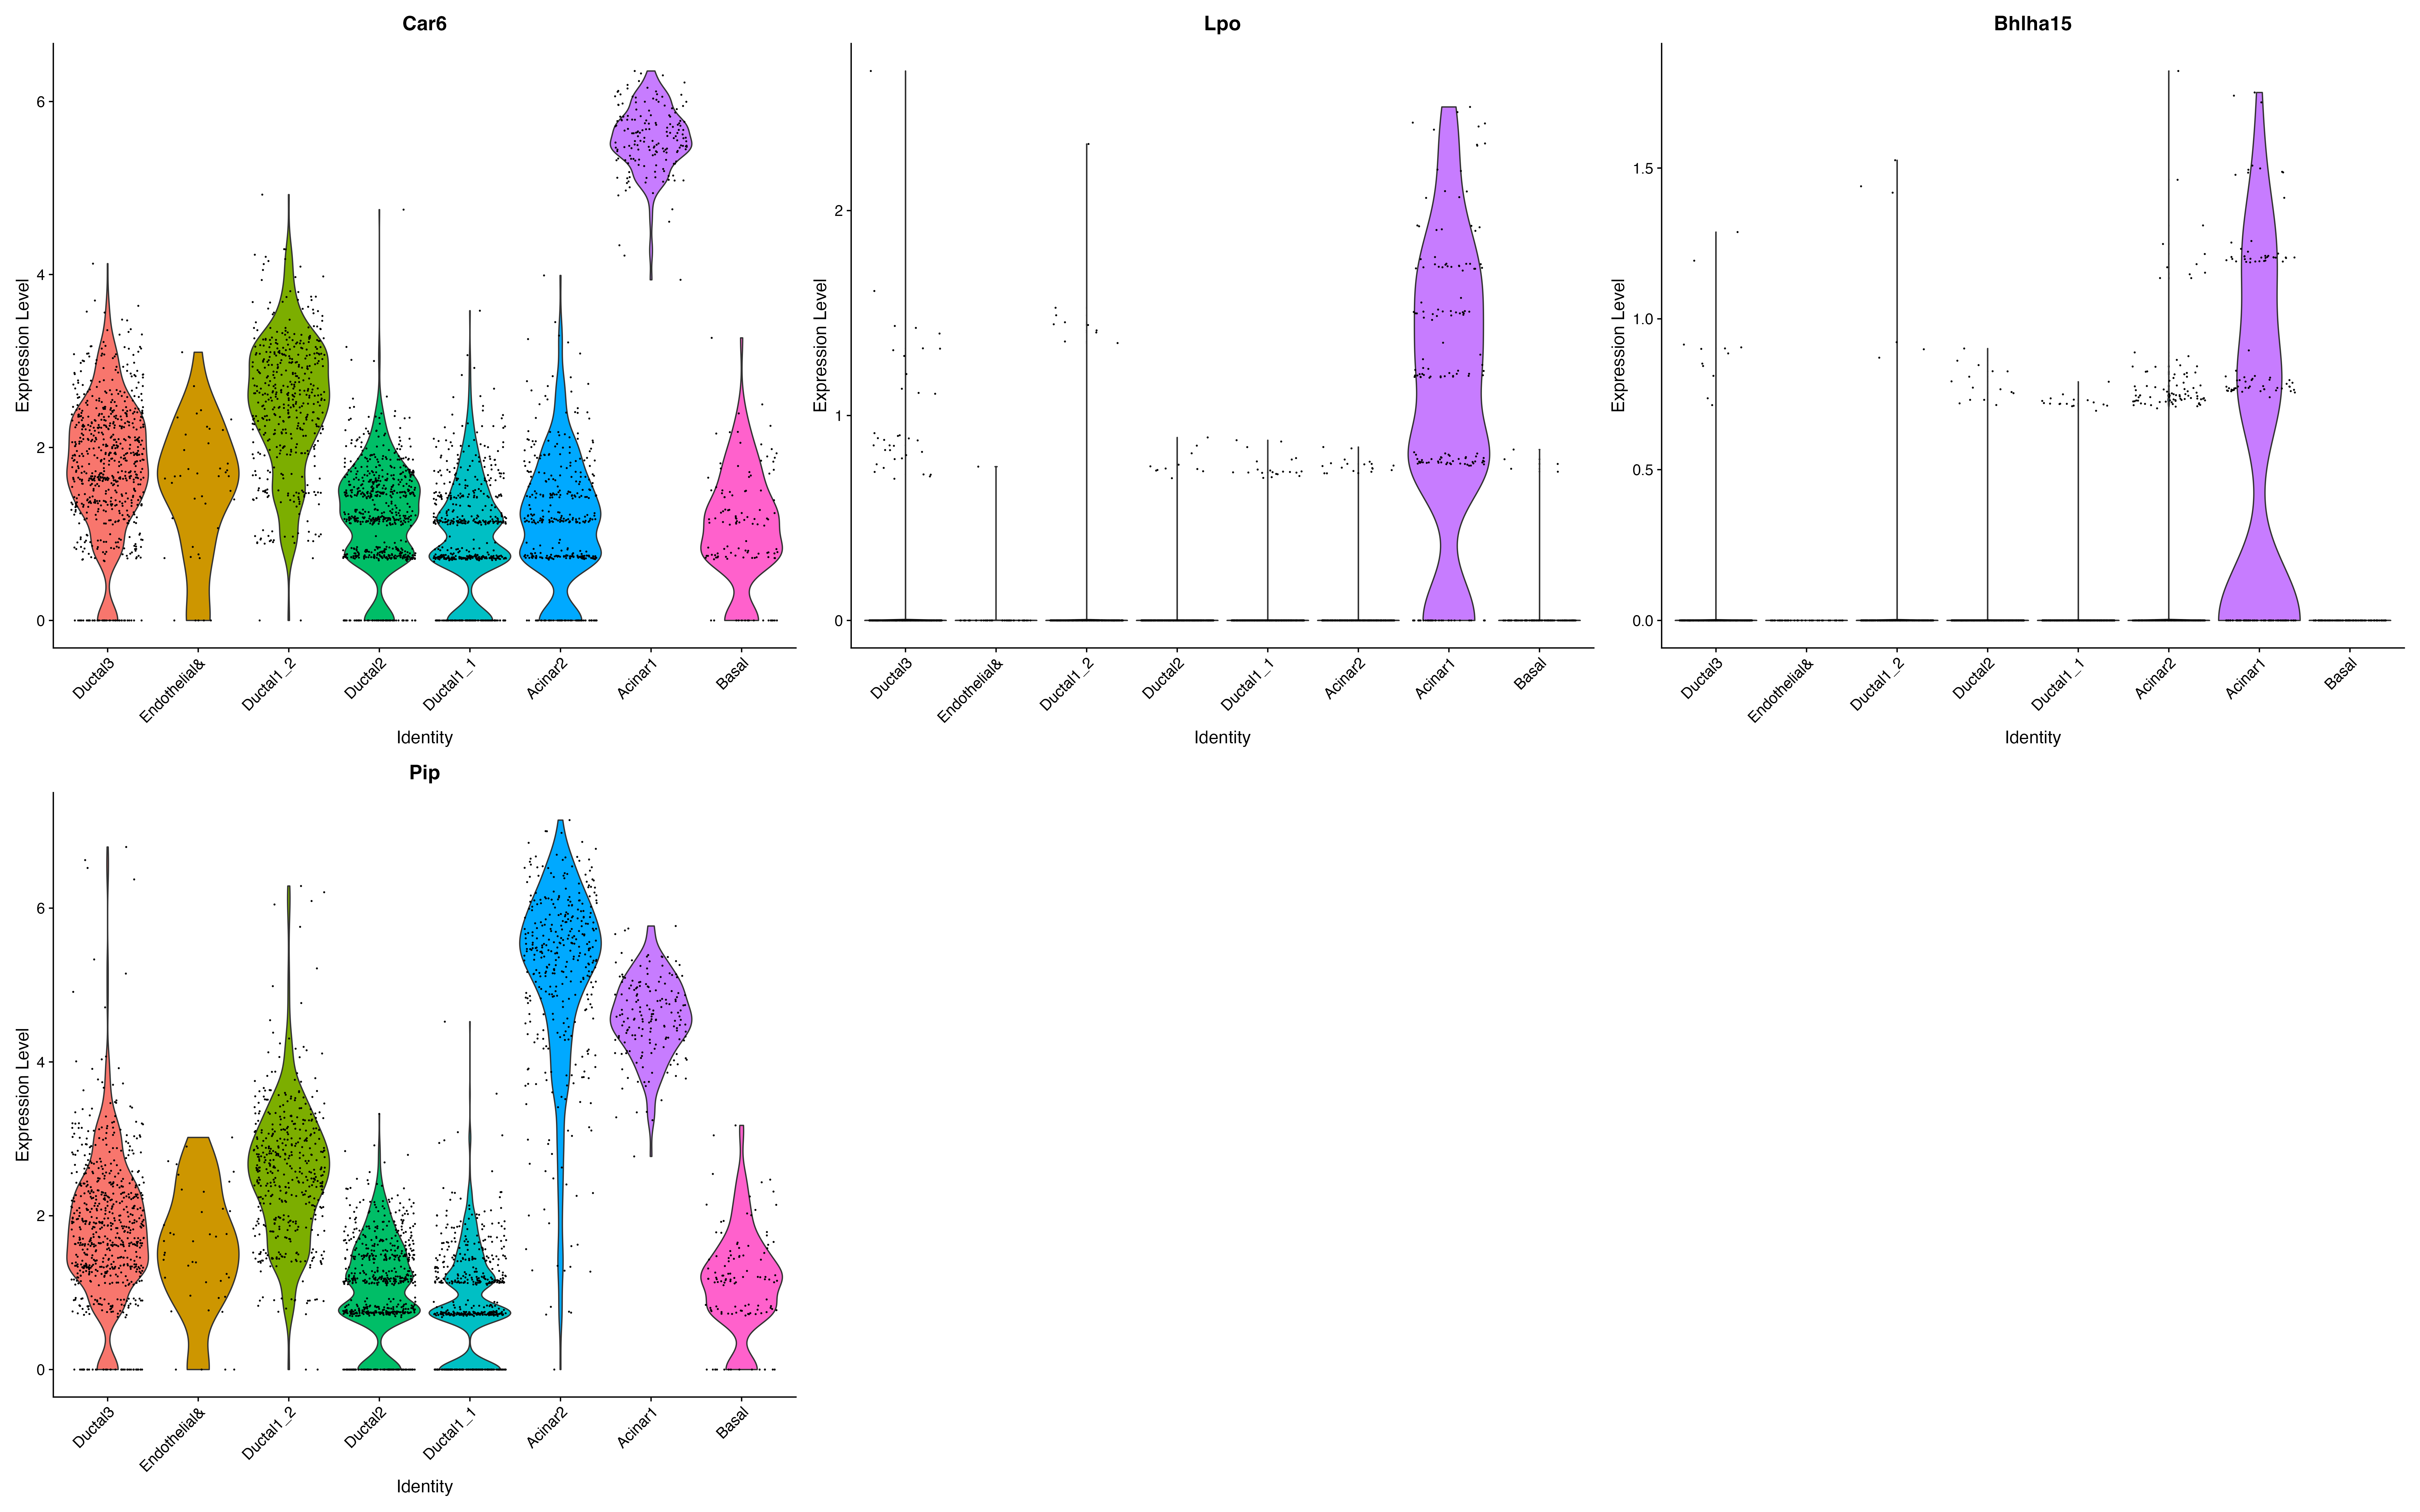 Car6
Expression Level
6
4
2
0
Ductal3
Endothelial&
Ductal1_2
Ductal2
Ductal1_1
Acinar2
Acinar1
Basal
Identity
Lpo
Expression Level
2
1
0
Ductal3
Endothelial&
Ductal1_2
Ductal2
Ductal1_1
Acinar2
Acinar1
Basal
Identity
Bhlha15
Expression Level
1.5
1.0
0.5
0.0
Ductal3
Endothelial&
Ductal1_2
Ductal2
Ductal1_1
Acinar2
Acinar1
Basal
Identity
Pip
Expression Level
6
4
2
0
Ductal3
Endothelial&
Ductal1_2
Ductal2
Ductal1_1
Acinar2
Acinar1
Basal
Identity